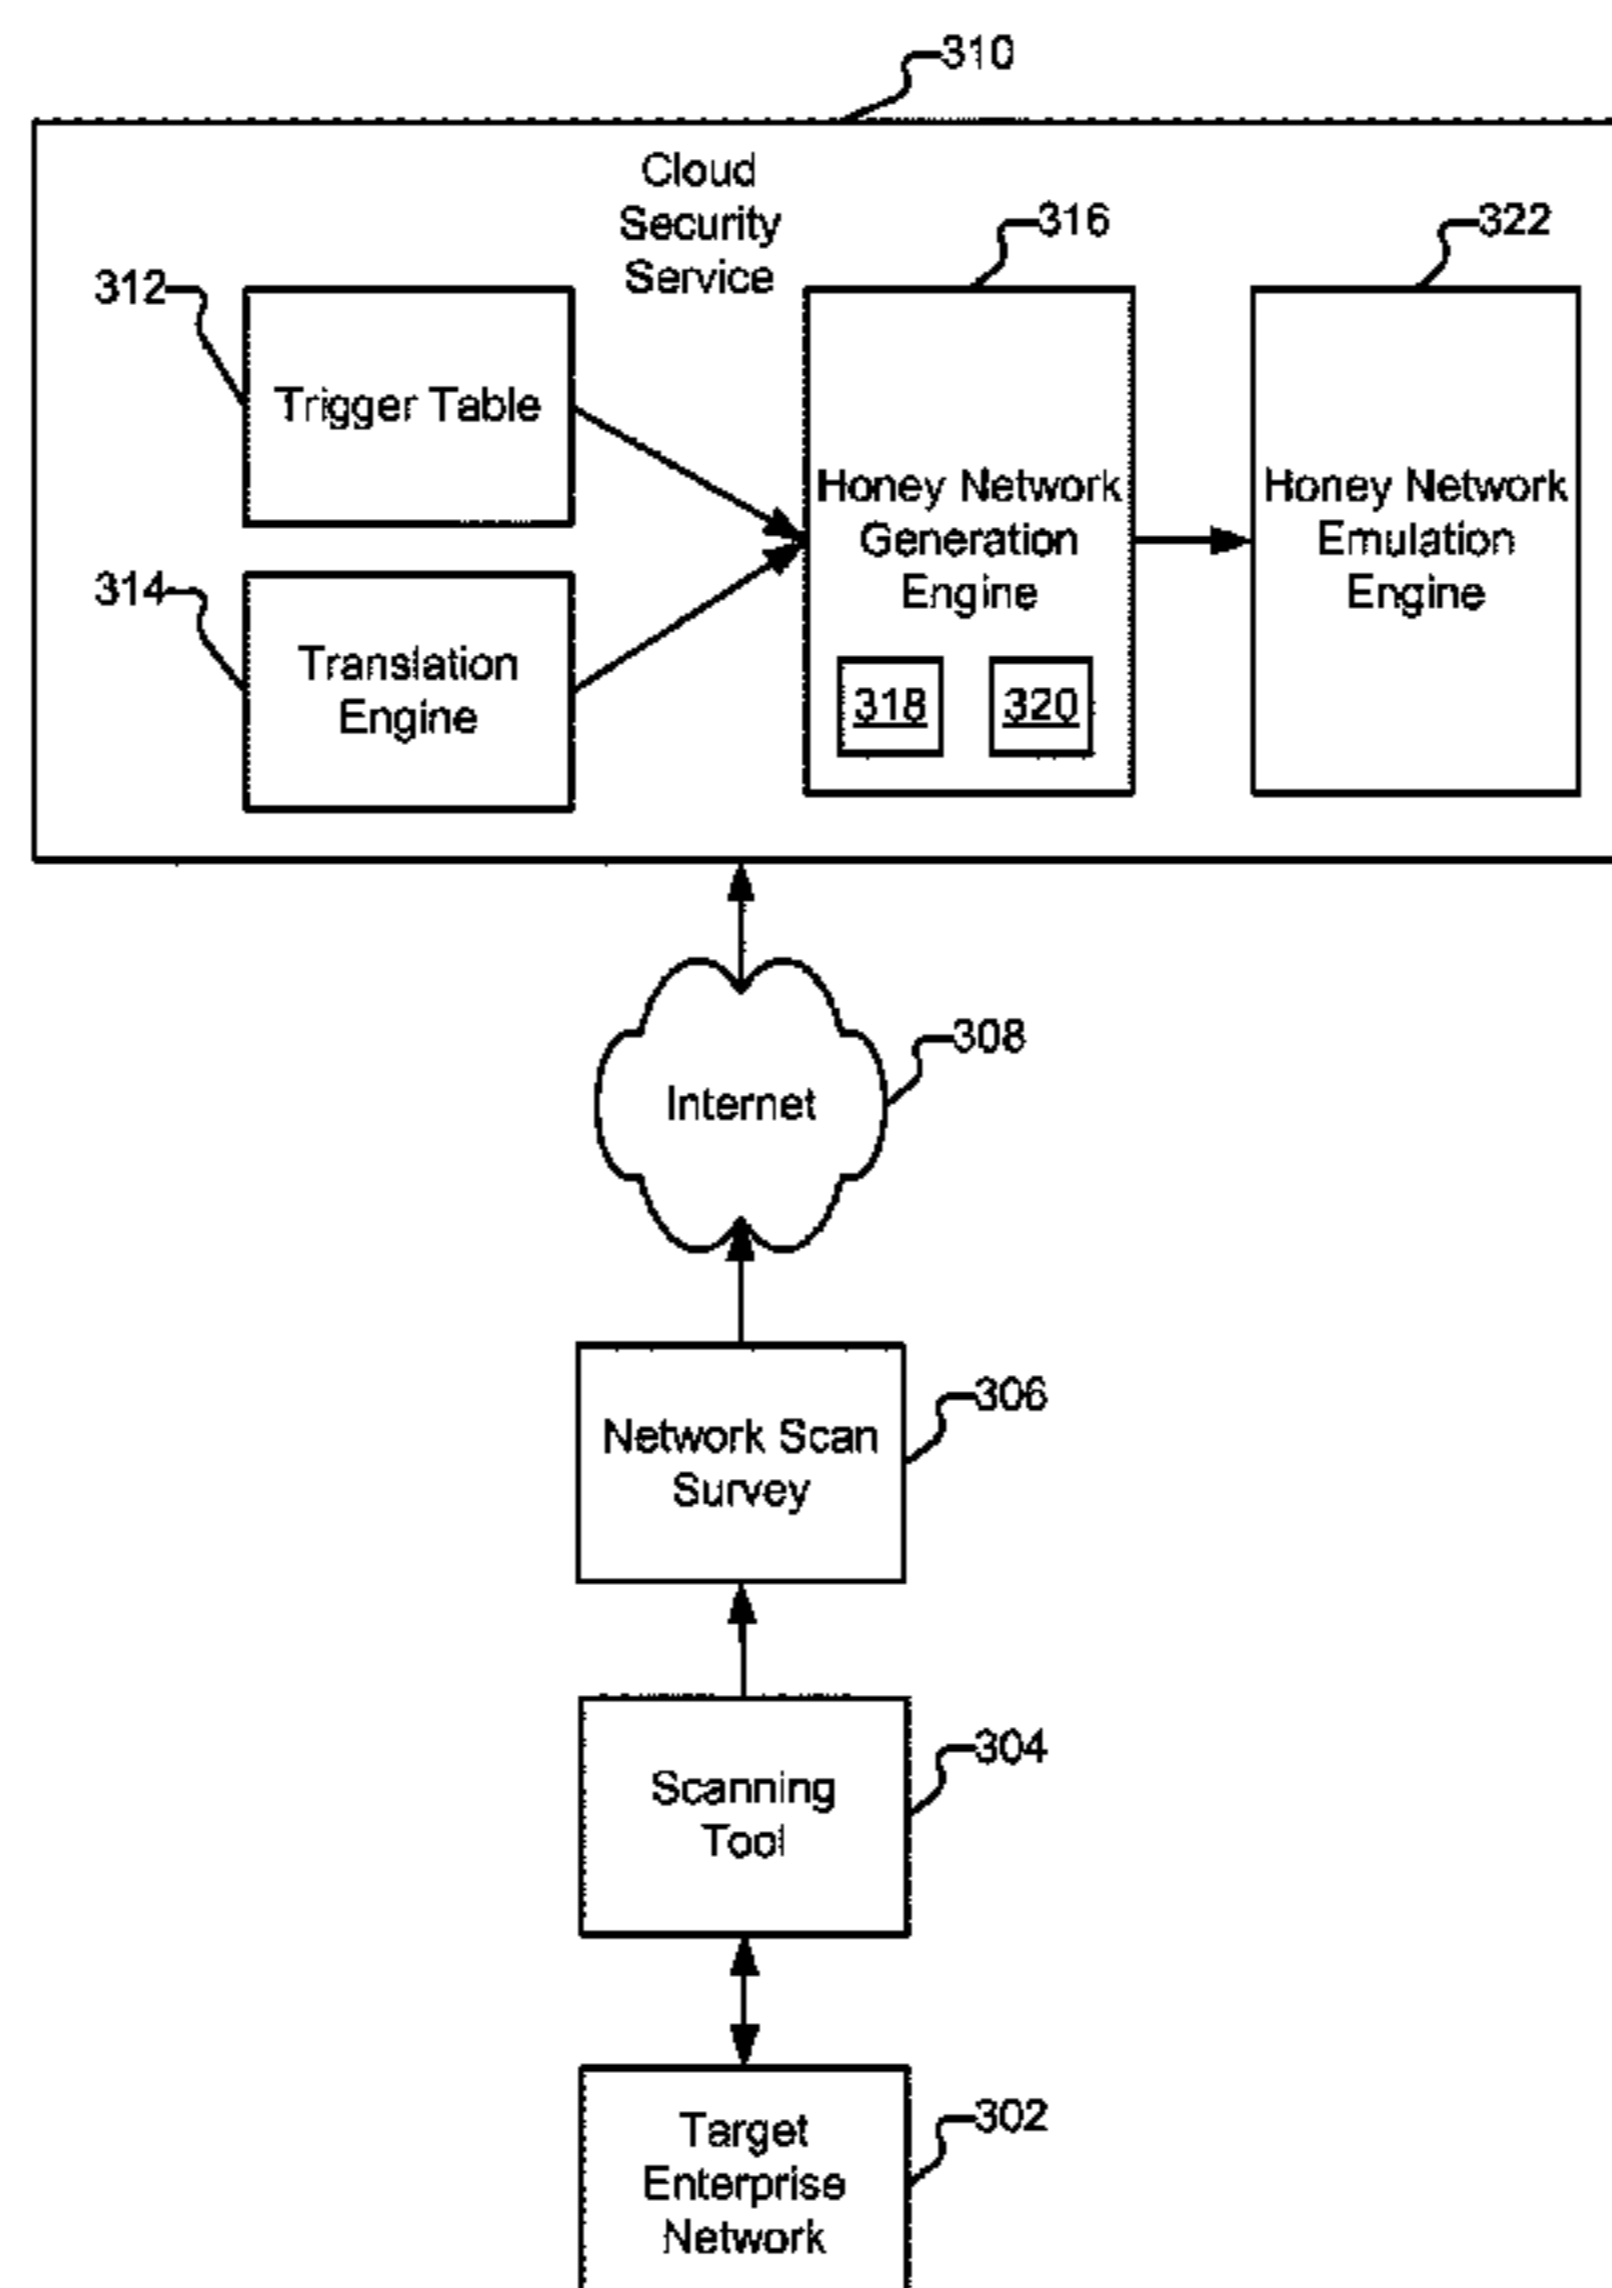 310
Cloud
Security
Service
316
322
312
Trigger Table
Honey Network
Generation
Engine
Honey Network
Emulation
Engine
314
Translation
Engine
318
320
308
Internet
306
Network Scan
Survey
304
Scanning
Tool
302
Target
Enterprise
Network